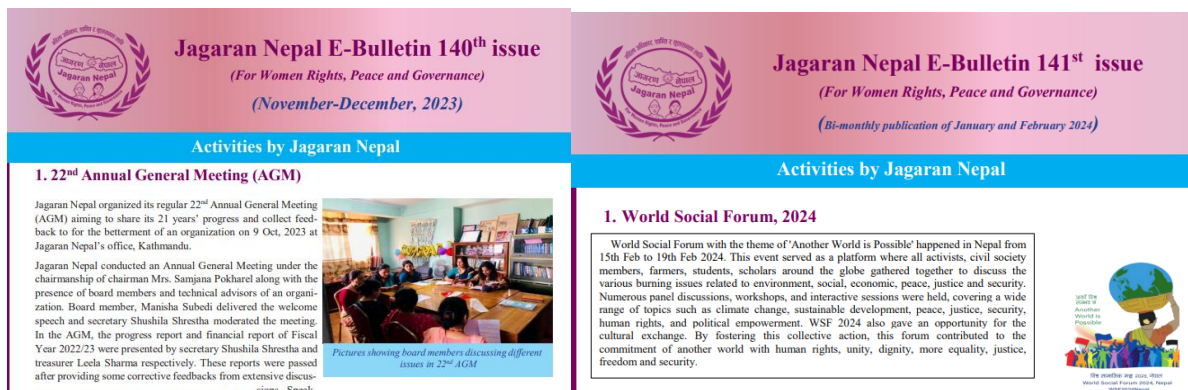 Jagaran Nepal E-Bulletin 140th issue
(For Women Rights, Peace and Governance)
(November-December, 2023)
Jagaran Nepal
For Women Rights, Peace and Governance
Activities by Jagaran Nepal
1. 22nd Annual General Meeting (AGM)
Jagaran Nepal organized its regular 22nd Annual General Meeting
(AGM) aiming to share its 21 years' progress and collect feed-
back to for the betterment of an organization on 9 Oct, 2023 at
Jagaran Nepal's office, Kathmandu.
Jagaran Nepal conducted an Annual General Meeting under the
chairmanship of chairman Mrs. Samjana Pokharel along with the
presence of board members and technical advisors of an organi-
zation. Board member, Manisha Subedi delivered the welcome
speech and secretary Shushila Shrestha moderated the meeting.
In the AGM, the progress report and financial report of Fiscal
Year 2022/23 were presented by secretary Shushila Shrestha and
treasurer Leela Sharma respectively. These reports were passed
after providing some corrective feedbacks from extensive discus-
Pictures showing board members discussing different
issues in 22nd AGM
Jagaran Nepal E-Bulletin 141st issue
(For Women Rights, Peace and Governance)
(Bi-monthly publication of January and February 2024)
Jagaran Nepal
For Women Rights, Peace and Governance
Activities by Jagaran Nepal
1. World Social Forum, 2024
World Social Forum with the theme of 'Another World is Possible' happened in Nepal from
15th Feb to 19th Feb 2024. This event served as a platform where all activists, civil society
members, farmers, students, scholars around the globe gathered together to discuss the
various burning issues related to environment, social, economic, peace, justice and security.
Numerous panel discussions, workshops, and interactive sessions were held, covering a wide
range of topics such as climate change, sustainable development, peace, justice, security,
human rights, and political empowerment. WSF 2024 also gave an opportunity for the
cultural exchange. By fostering this collective action, this forum contributed to the
commitment of another world with human rights, unity, dignity, more equality, justice,
freedom and security.
Another
World is
Possible
World Social Forum 2024, Nepal